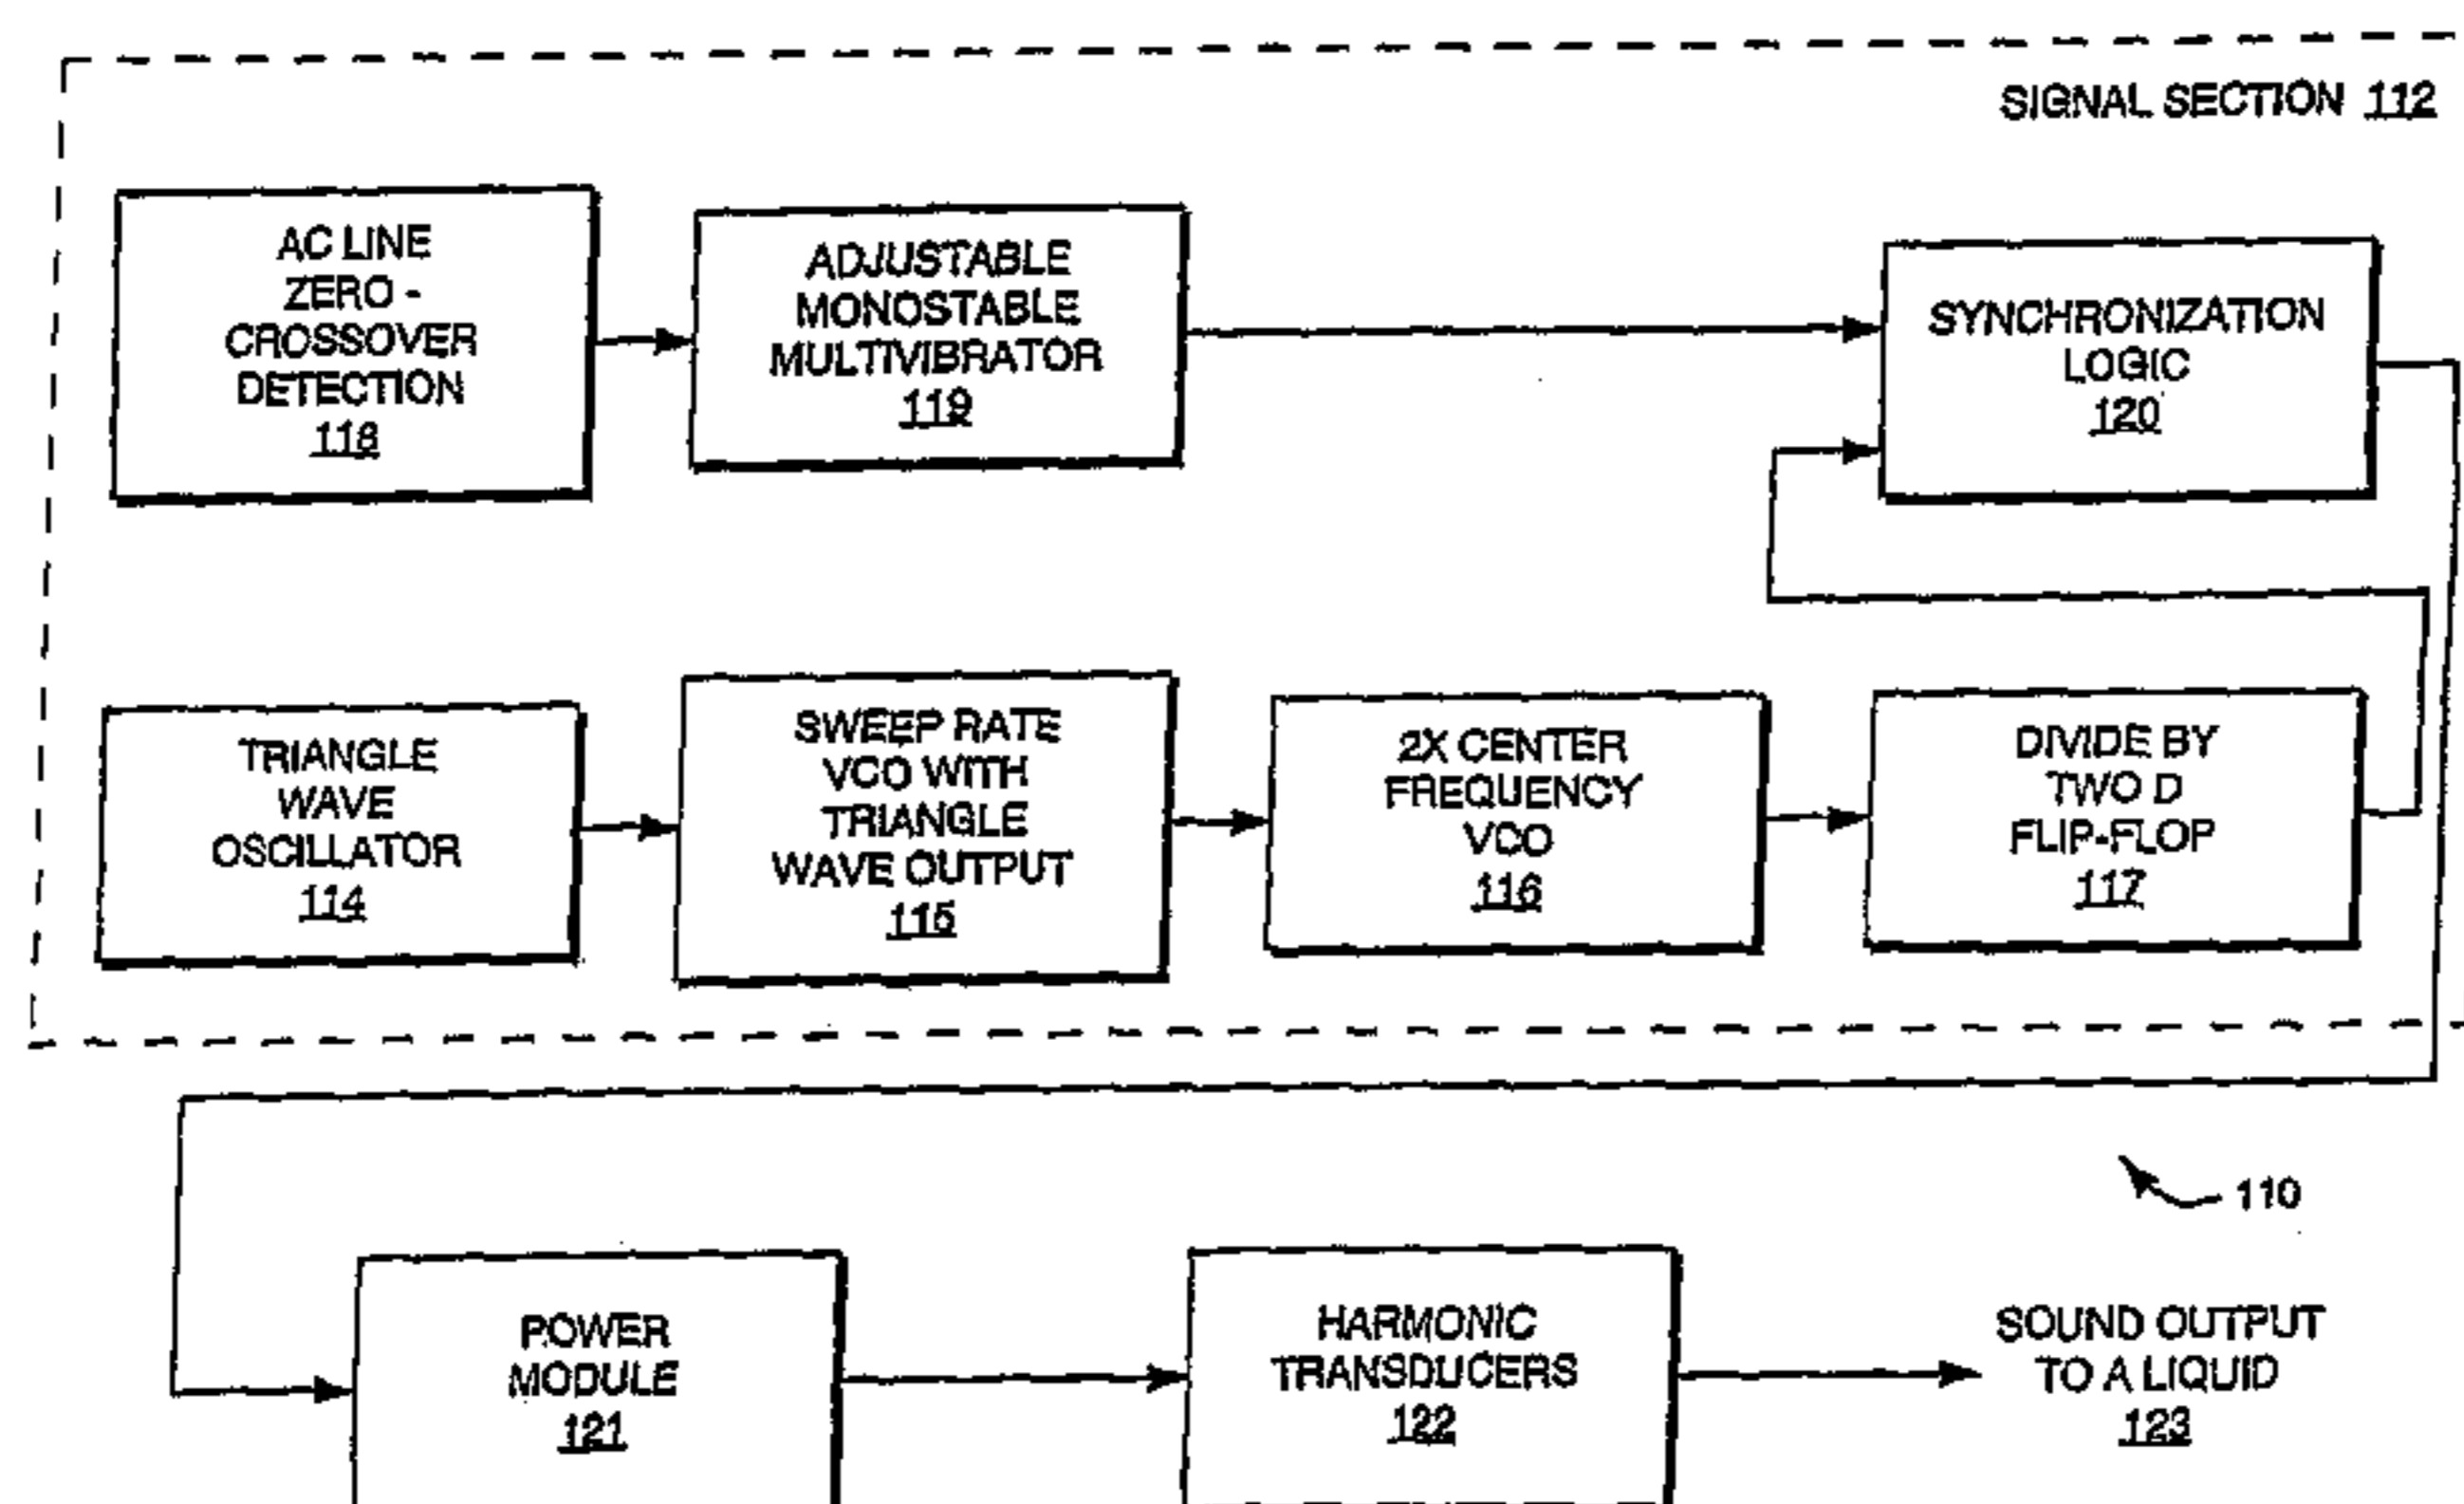 SIGNAL SECTION 112
AC LINE
ZERO -
CROSSOVER
DETECTION
118
ADJUSTABLE
MONOSTABLE
MULTIVIBRATOR
119
SYNCHRONIZATION
LOGIC
120
TRIANGLE
WAVE
OSCILLATOR
114
SWEEP RATE
VCO WITH
TRIANGLE
WAVE OUTPUT
115
2X CENTER
FREQUENCY
VCO
116
DIVIDE BY
TWO D
FLIP-FLOP
117
110
POWER
MODULE
121
HARMONIC
TRANSDUCERS
122
SOUND OUTPUT
TO A LIQUID
123